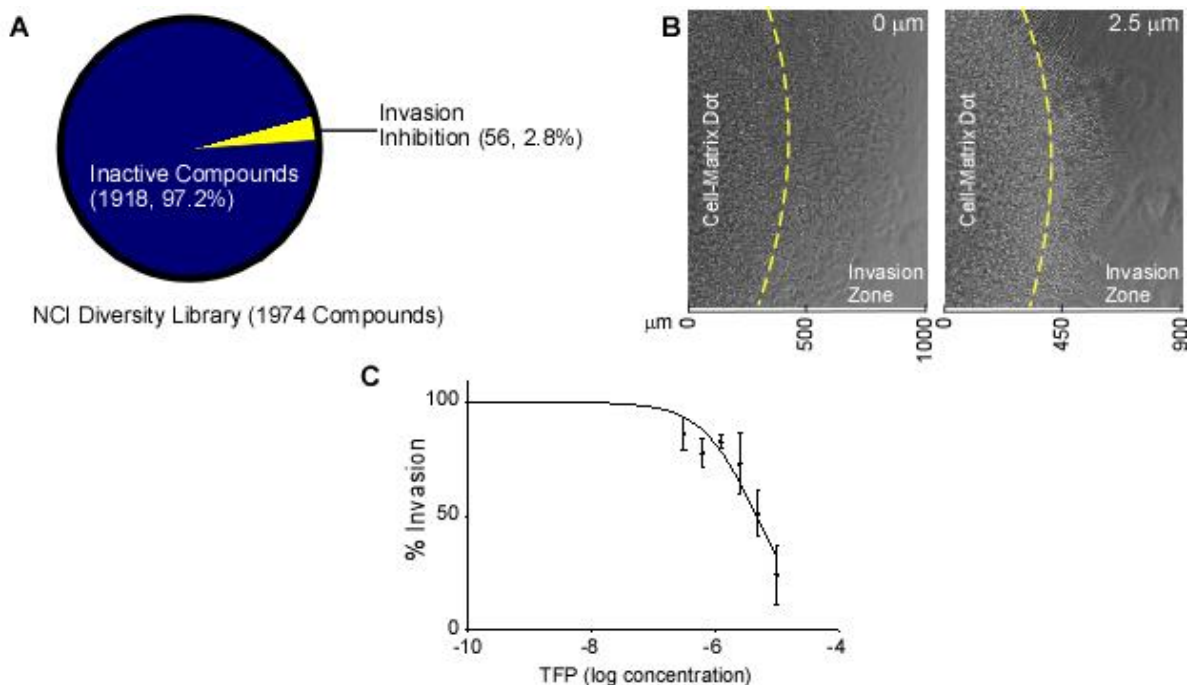 A
Invasion
Inhibition (56, 2.8%)
Inactive Compounds
(1918, 97.2%)
NCI Diversity Library (1974 Compounds)
B
0 μm
Cell-Matrix Dot
Invasion
Zone
2.5 μm
Cell-Matrix Dot
Invasion
Zone
μm
0
500
1000
0
450
900
C
% Invasion
100
50
0
-10
-8
-6
-4
TFP (log concentration)